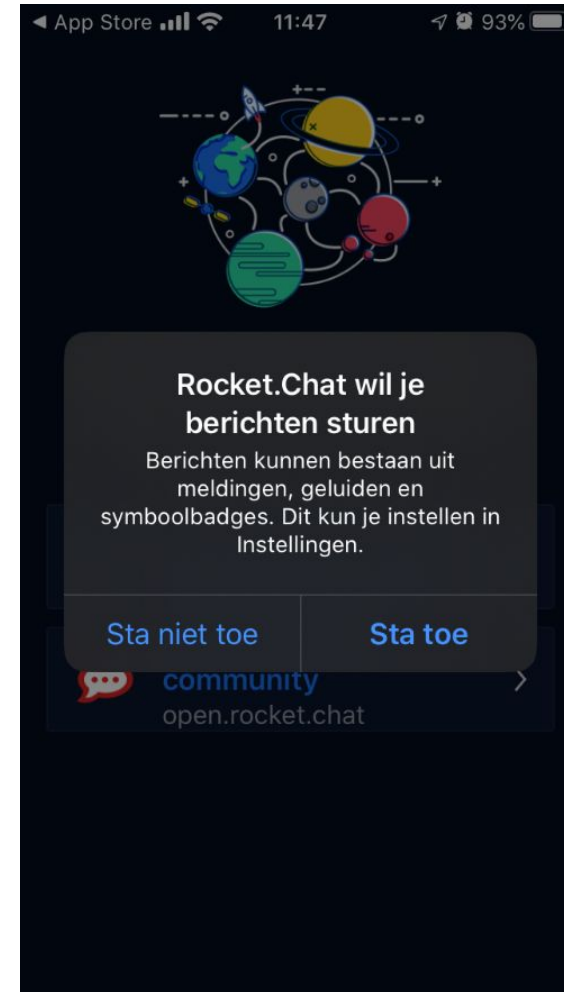 ◀ App Store 11:47 93%
Rocket.Chat wil je
berichten sturen
Berichten kunnen bestaan uit
meldingen, geluiden en
symboolbadges. Dit kun je instellen in
Instellingen.
Sta niet toe Sta toe
community
open.rocket.chat